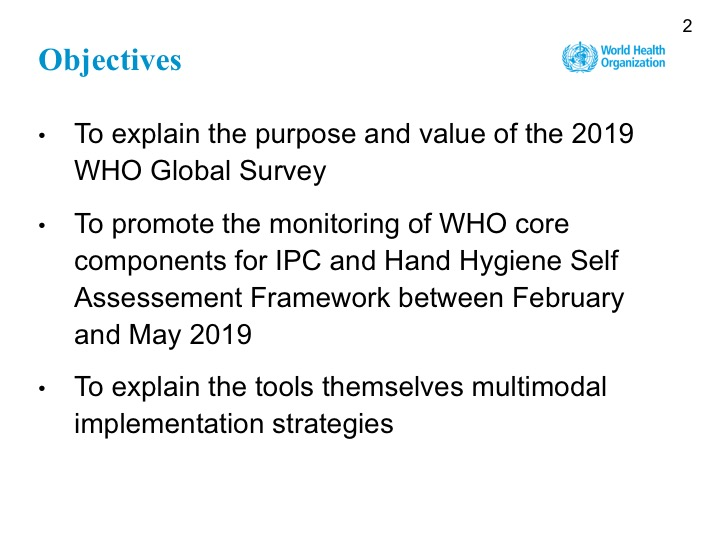 2
Objectives
World Health
Organization
• To explain the purpose and value of the 2019
WHO Global Survey
• To promote the monitoring of WHO core
components for IPC and Hand Hygiene Self
Assessement Framework between February
and May 2019
• To explain the tools themselves multimodal
implementation strategies